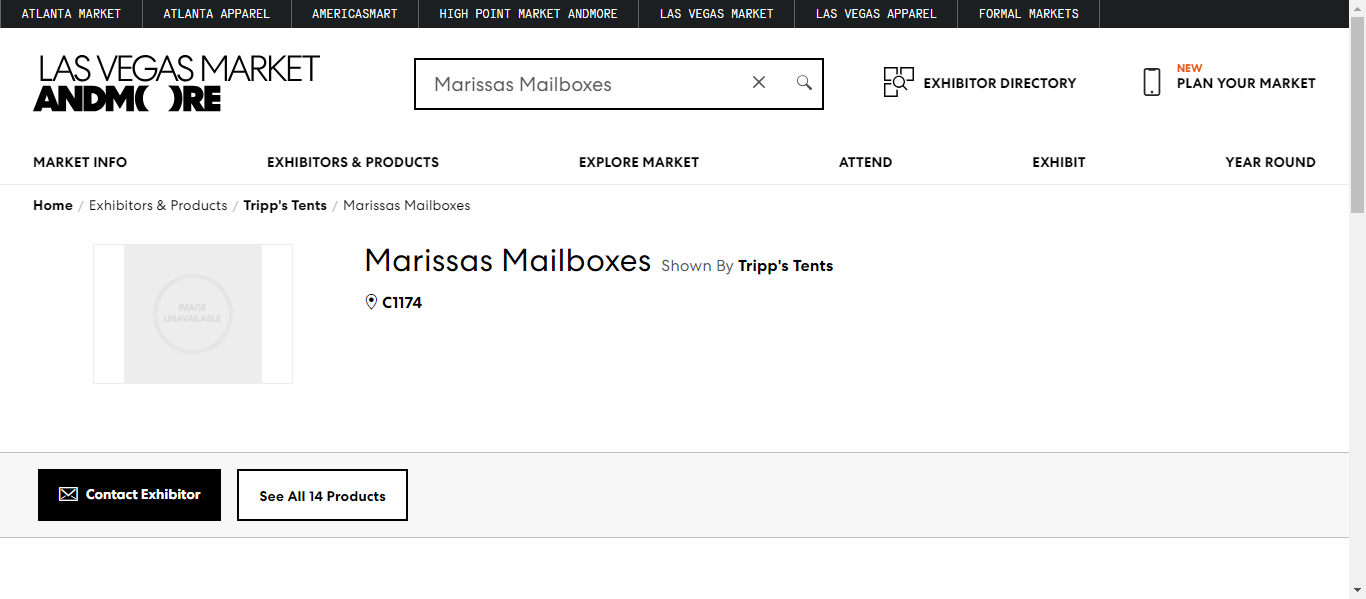 ATLANTA MARKET ATLANTA APPAREL AMERICASMART HIGH POINT MARKET ANDMORE LAS VEGAS MARKET LAS VEGAS APPAREL FORMAL MARKETS
LAS VEGAS MARKET
ANDM( )RE
Marissas Mailboxes
EXHIBITOR DIRECTORY
NEW
PLAN YOUR MARKET
MARKET INFO EXHIBITORS & PRODUCTS EXPLORE MARKET ATTEND EXHIBIT YEAR ROUND
Home / Exhibitors & Products / Tripp's Tents / Marissas Mailboxes
IMAGE
UNAVAILABLE
Marissas Mailboxes Shown By Tripp's Tents
C1174
Contact Exhibitor
See All 14 Products